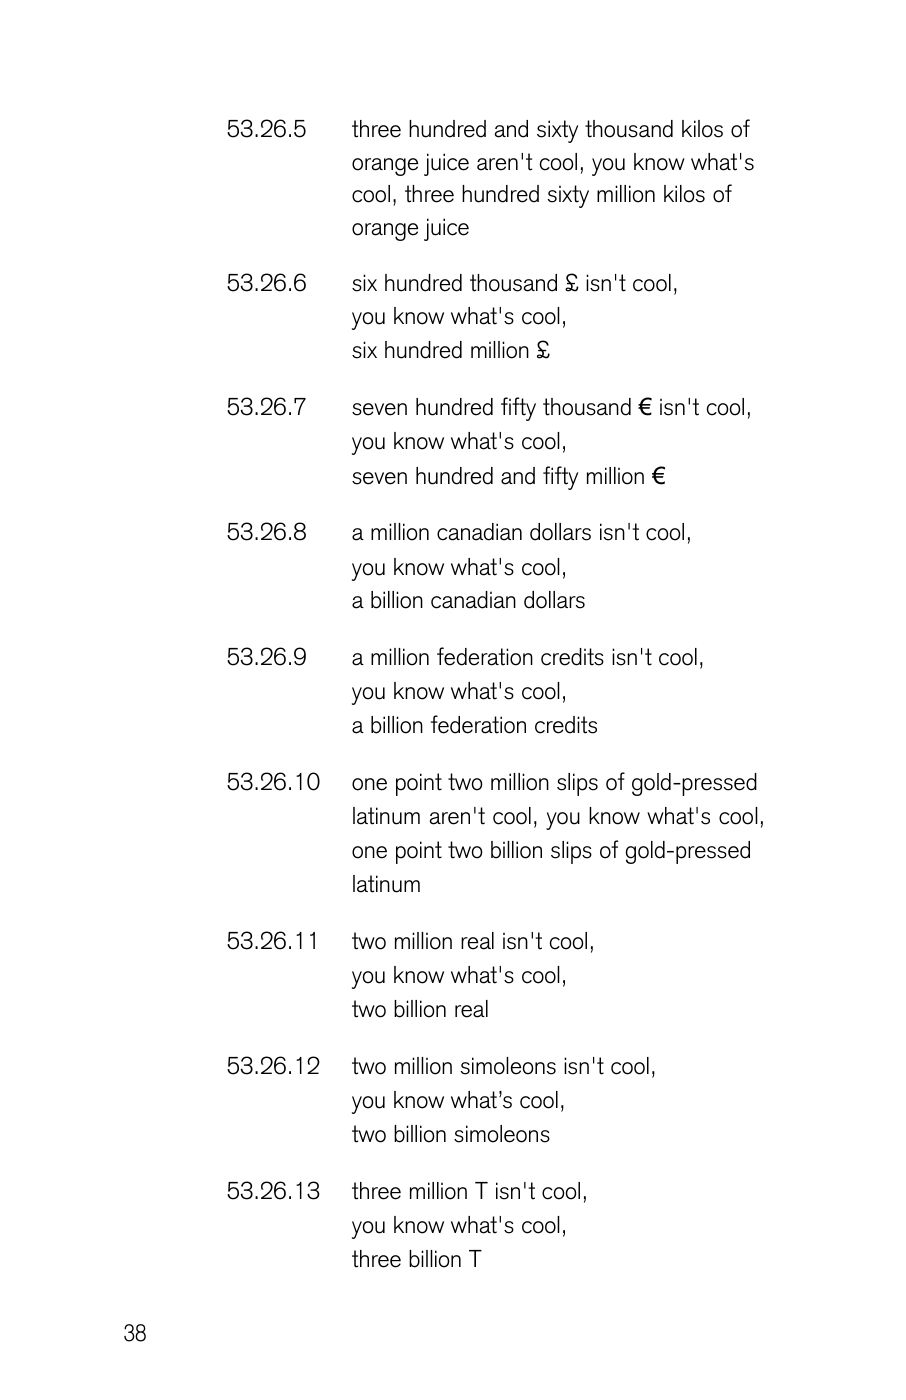 53.26.5 three hundred and sixty thousand kilos of
orange juice aren't cool, you know what's
cool, three hundred sixty million kilos of
orange juice
53.26.6 six hundred thousand £ isn't cool,
you know what's cool,
six hundred million £
53.26.7 seven hundred fifty thousand € isn't cool,
you know what's cool,
seven hundred and fifty million €
53.26.8 a million canadian dollars isn't cool,
you know what's cool,
a billion canadian dollars
53.26.9 a million federation credits isn't cool,
you know what's cool,
a billion federation credits
53.26.10 one point two million slips of gold-pressed
latinum aren't cool, you know what's cool,
one point two billion slips of gold-pressed
latinum
53.26.11 two million real isn't cool,
you know what's cool,
two billion real
53.26.12 two million simoleons isn't cool,
you know what’s cool,
two billion simoleons
53.26.13 three million T isn't cool,
you know what's cool,
three billion T
38